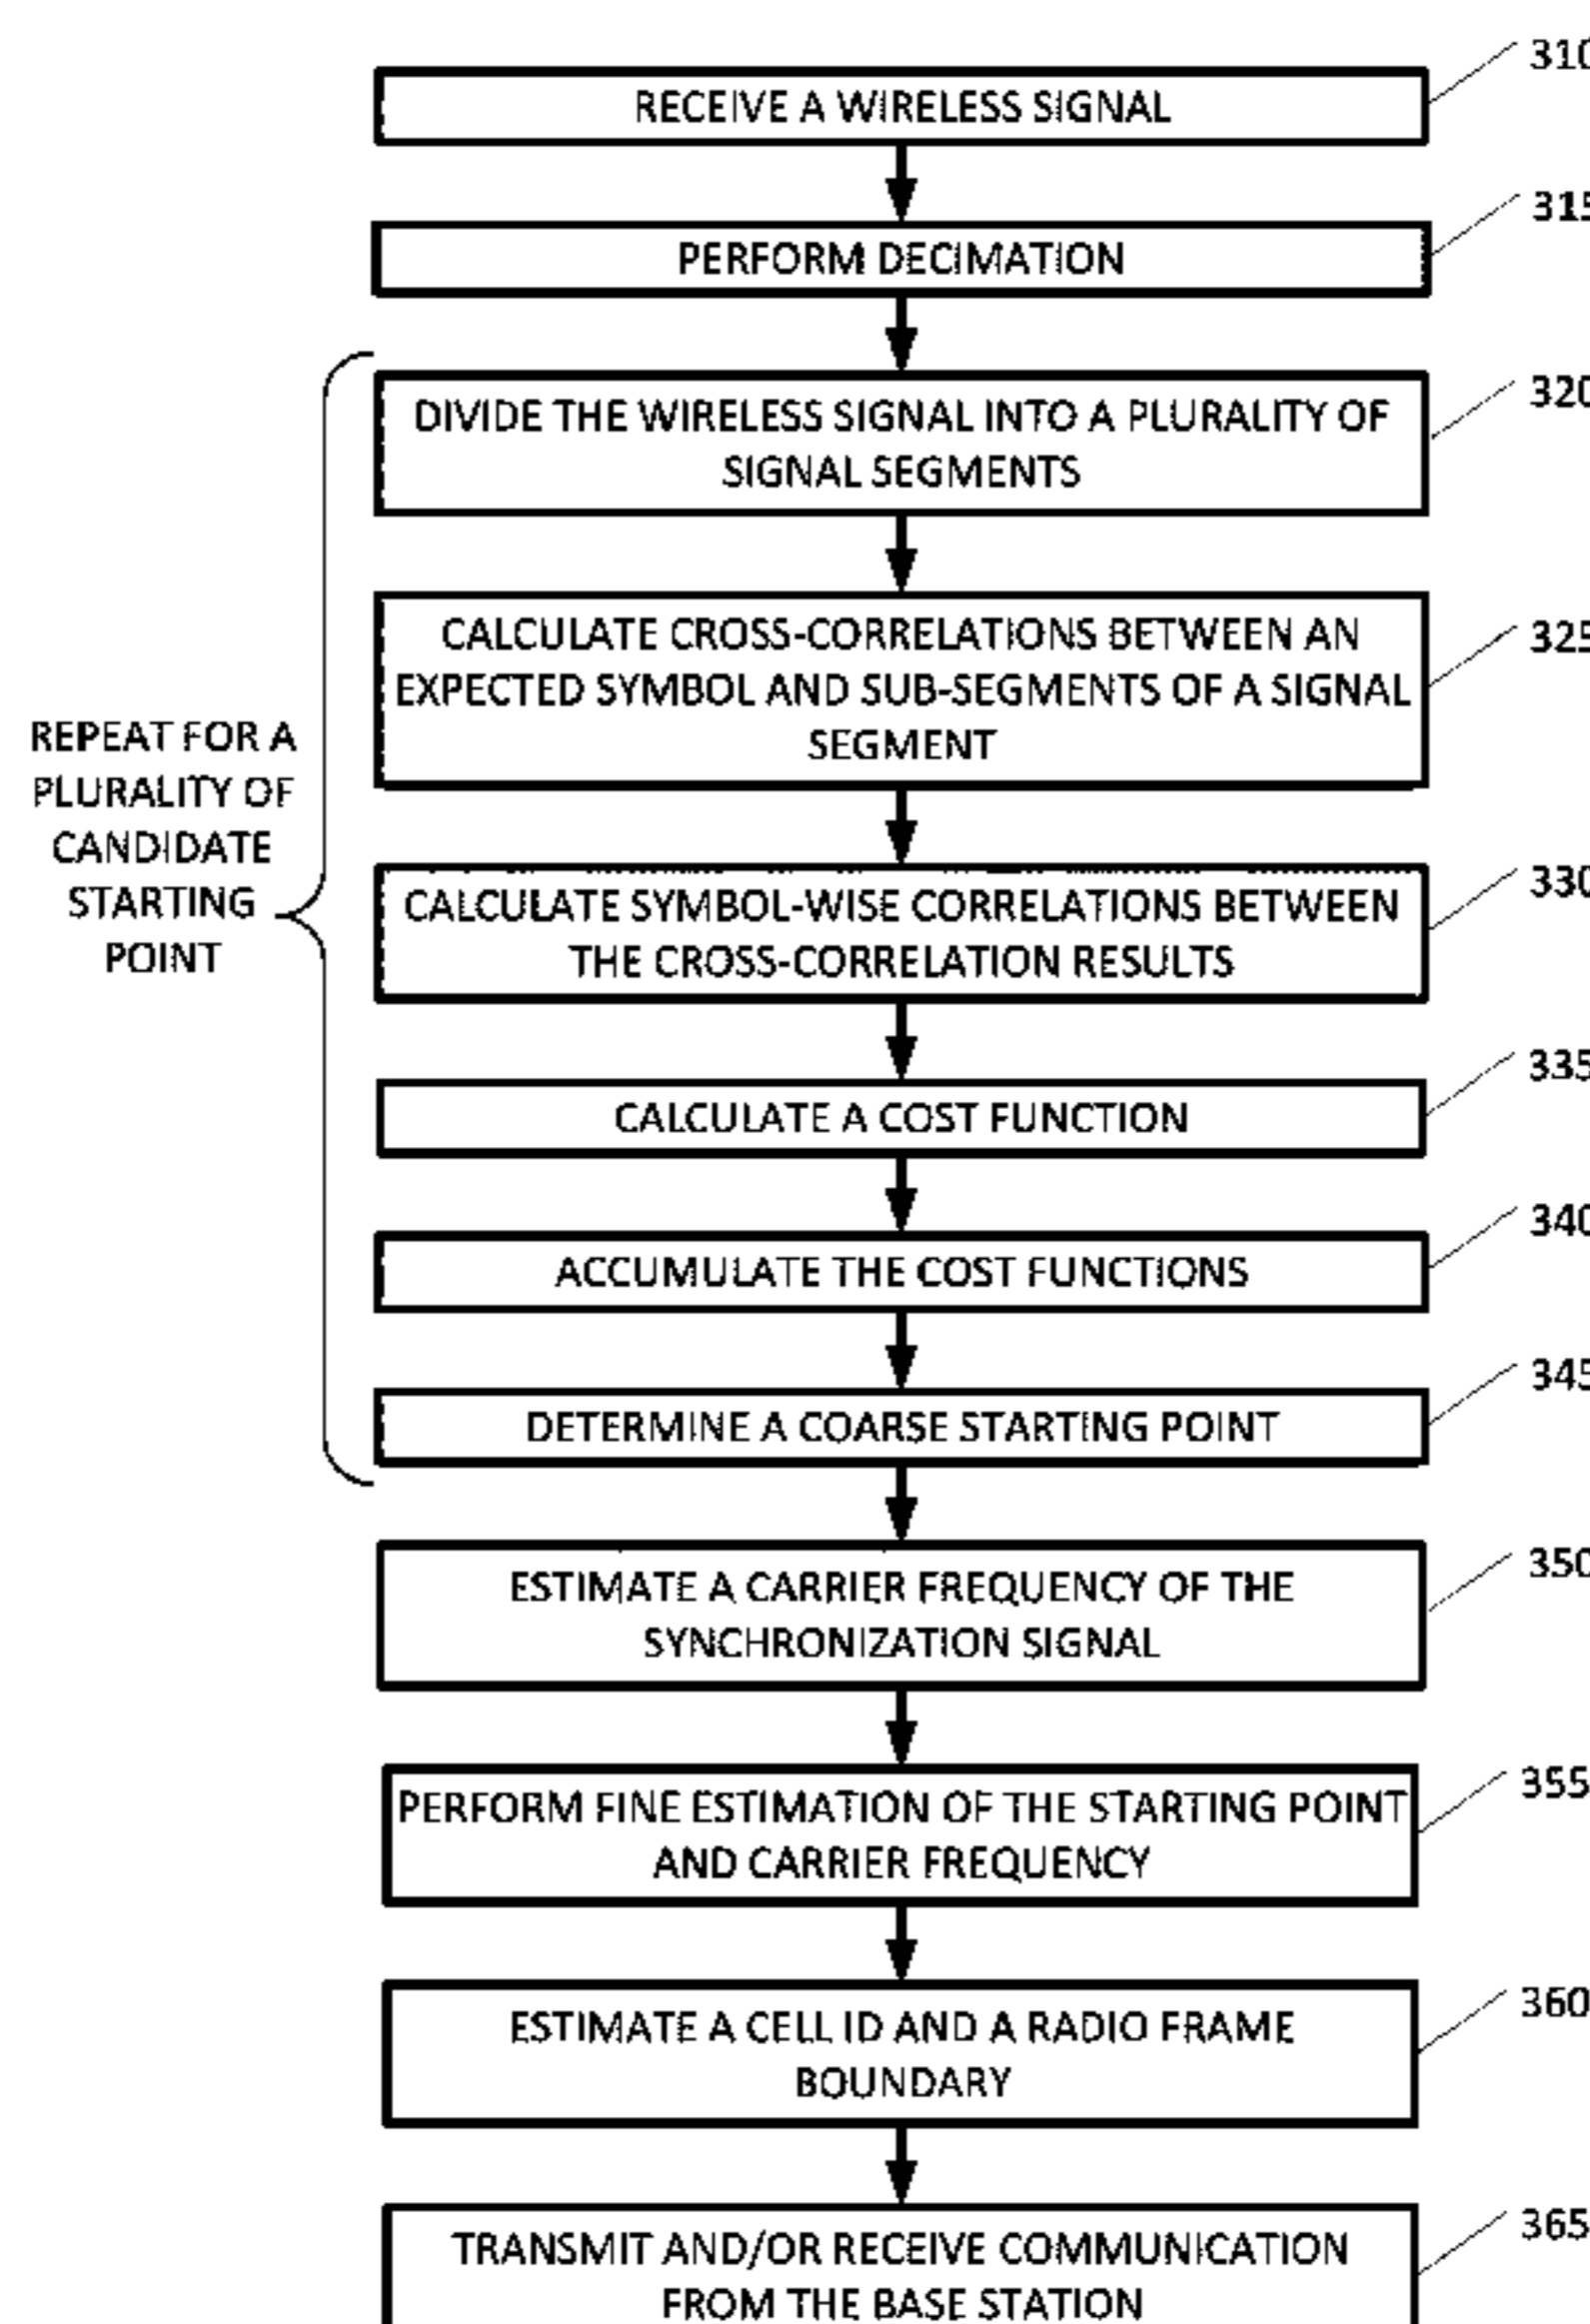 310
RECEIVE A WIRELESS SIGNAL
315
PERFORM DECIMATION
320
DIVIDE THE WIRELESS SIGNAL INTO A PLURALITY OF
SIGNAL SEGMENTS
325
CALCULATE CROSS-CORRELATIONS BETWEEN AN
EXPECTED SYMBOL AND SUB-SEGMENTS OF A SIGNAL
SEGMENT
REPEAT FOR A
PLURALITY OF
CANDIDATE
STARTING
POINT
330
CALCULATE SYMBOL-WISE CORRELATIONS BETWEEN
THE CROSS-CORRELATION RESULTS
335
CALCULATE A COST FUNCTION
340
ACCUMULATE THE COST FUNCTIONS
345
DETERMINE A COARSE STARTING POINT
350
ESTIMATE A CARRIER FREQUENCY OF THE
SYNCHRONIZATION SIGNAL
355
PERFORM FINE ESTIMATION OF THE STARTING POINT
AND CARRIER FREQUENCY
360
ESTIMATE A CELL ID AND A RADIO FRAME
BOUNDARY
365
TRANSMIT AND/OR RECEIVE COMMUNICATION
FROM THE BASE STATION